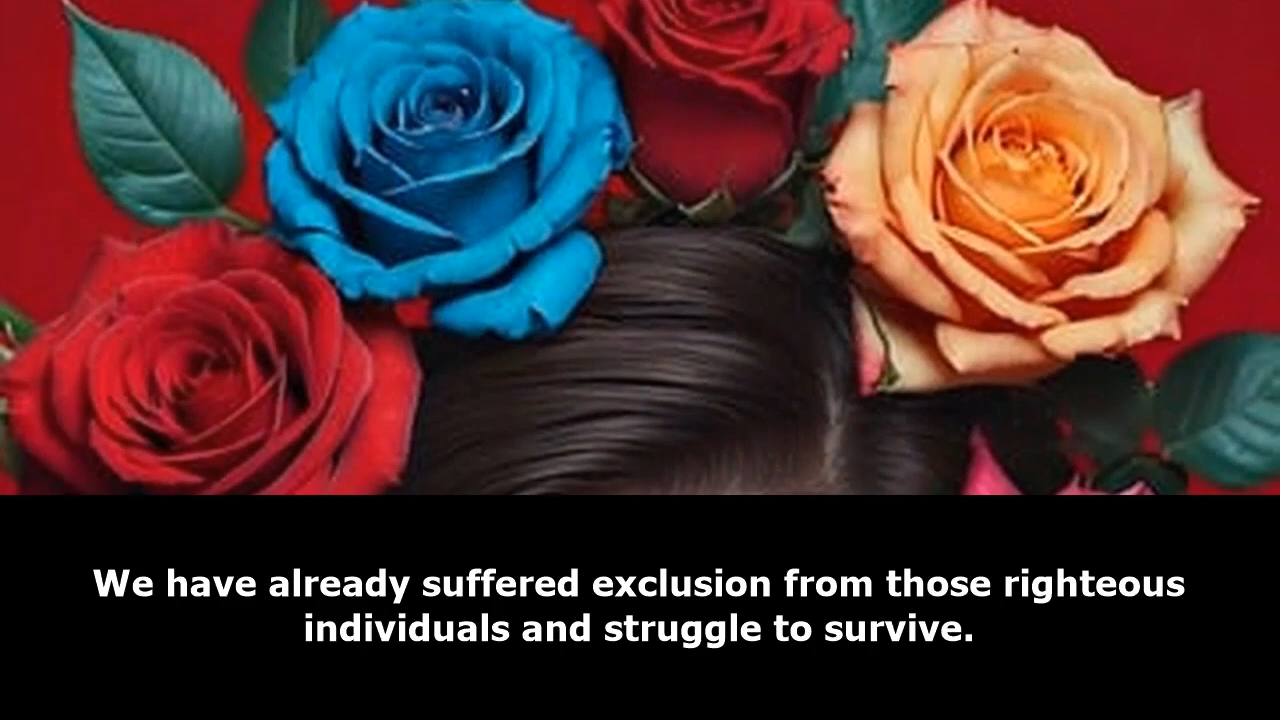 We have already suffered exclusion from those righteous
individuals and struggle to survive.